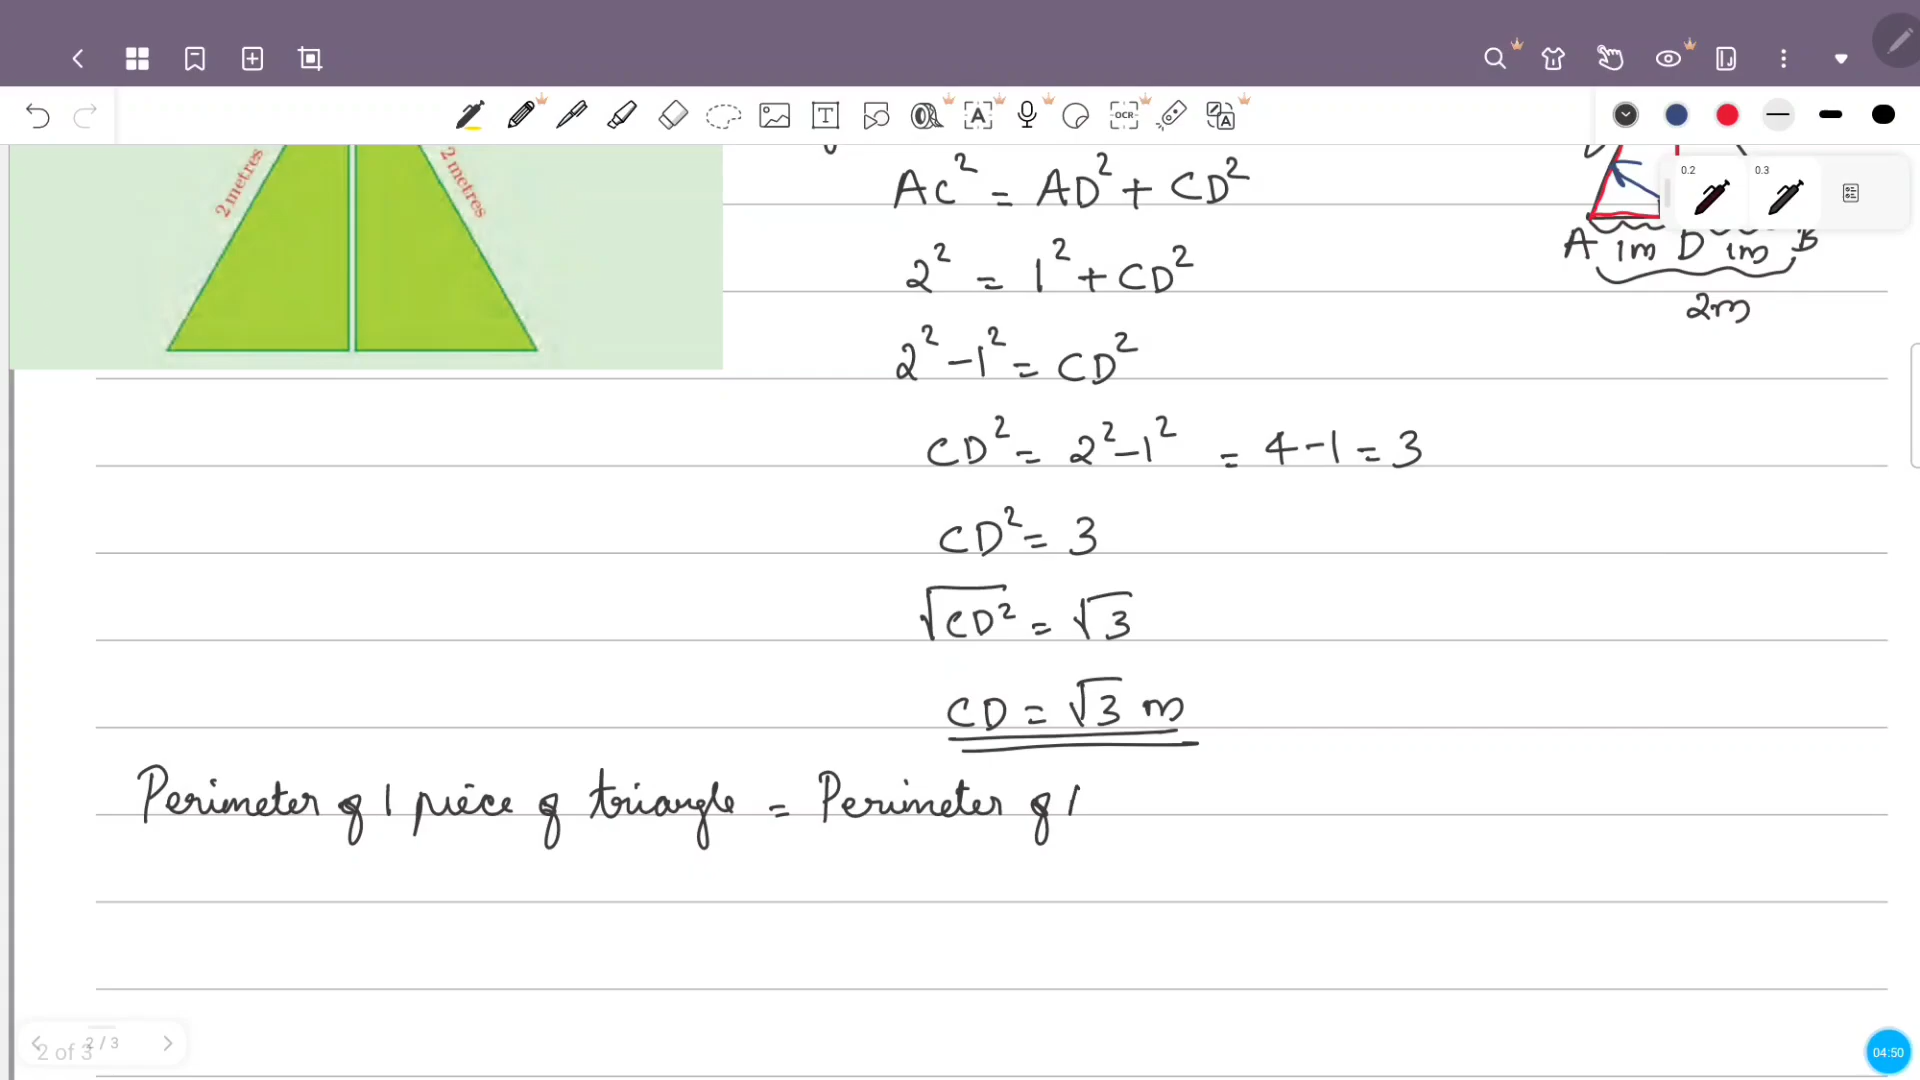 2 metres
2 metres
AC² = AD² + CD²
2² = 1² + CD²
2² - 1² = CD²
CD² = 2² - 1² = 4 - 1 = 3
CD² = 3
√CD² = √3
CD = √3 m
Perimeter of 1 piece of triangle = Perimeter of 1
A 1m D 1m B
2m
0.2
0.3
T
A
OCR
A
2 of 3
2 / 3
04:50